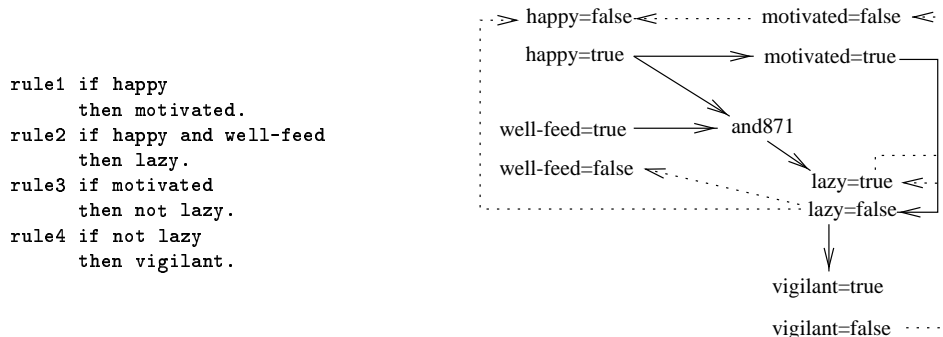 rule1 if happy
then motivated.
rule2 if happy and well-feed
then lazy.
rule3 if motivated
then not lazy.
rule4 if not lazy
then vigilant.
happy=false motivated=false
happy=true motivated=true
well-feed=true and871
well-feed=false
lazy=true
lazy=false
vigilant=true
vigilant=false